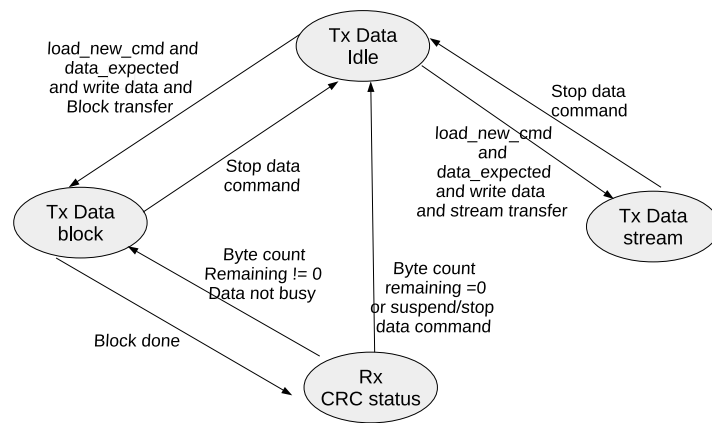 Tx Data
Idle
load_new_cmd and
data_expected
and write data and
Block transfer
Stop data
command
Stop data
command
load_new_cmd
and
data_expected
and write data
and stream transfer
Tx Data
block
Tx Data
stream
Byte count
Remaining != 0
Data not busy
Byte count
remaining =0
or suspend/stop
data command
Block done
Rx
CRC status